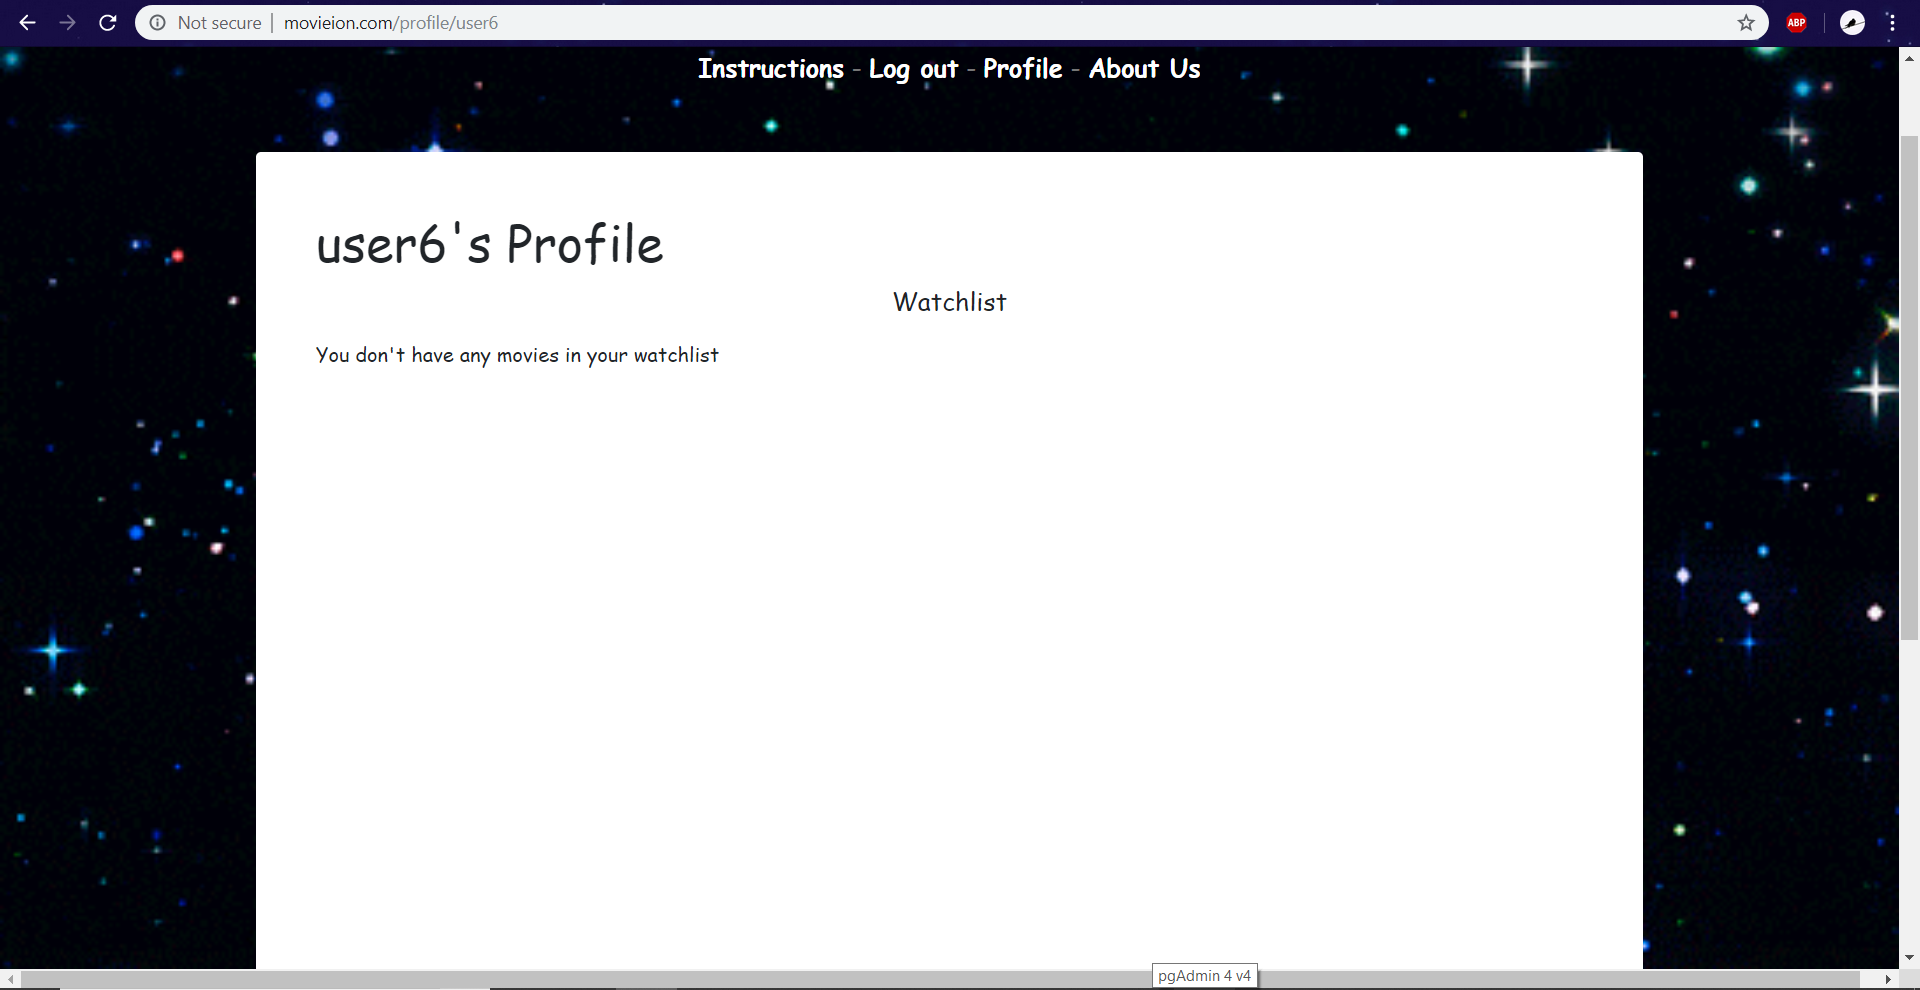 Not secure | movieion.com/profile/user6
ABP
Instructions - Log out - Profile - About Us
user6's Profile
Watchlist
You don't have any movies in your watchlist
pgAdmin 4 v4